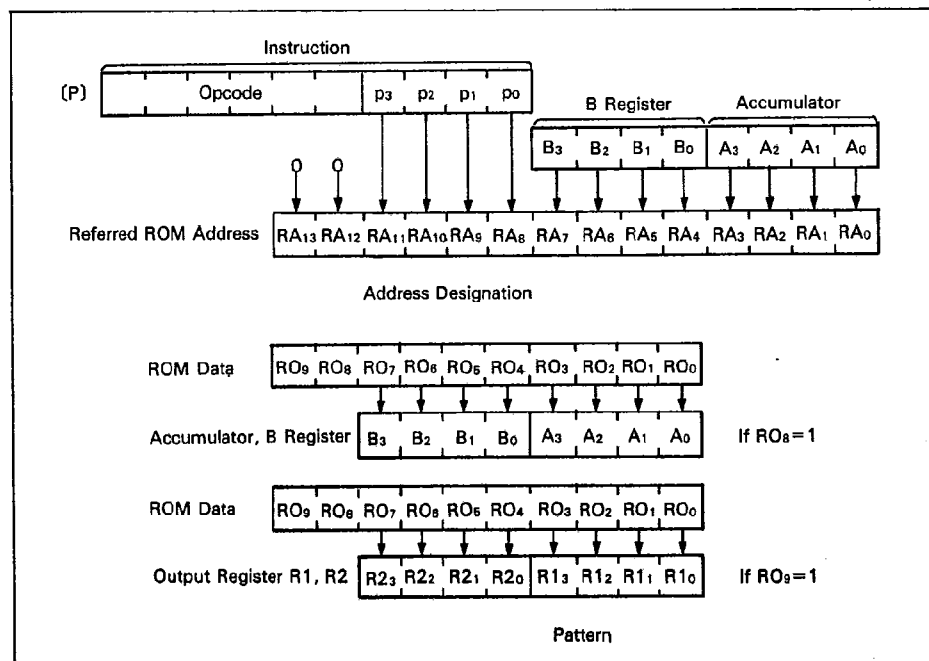 Instruction
(P) Opcode p3 p2 p1 p0
B Register Accumulator
B3 B2 B1 B0 A3 A2 A1 A0
0 0
Referred ROM Address RA13 RA12 RA11 RA10 RA9 RA8 RA7 RA6 RA5 RA4 RA3 RA2 RA1 RA0
Address Designation
ROM Data RO9 RO8 RO7 RO6 RO5 RO4 RO3 RO2 RO1 RO0
Accumulator, B Register B3 B2 B1 B0 A3 A2 A1 A0 If RO8=1
ROM Data RO9 RO8 RO7 RO6 RO5 RO4 RO3 RO2 RO1 RO0
Output Register R1, R2 R23 R22 R21 R20 R13 R12 R11 R10 If RO9=1
Pattern